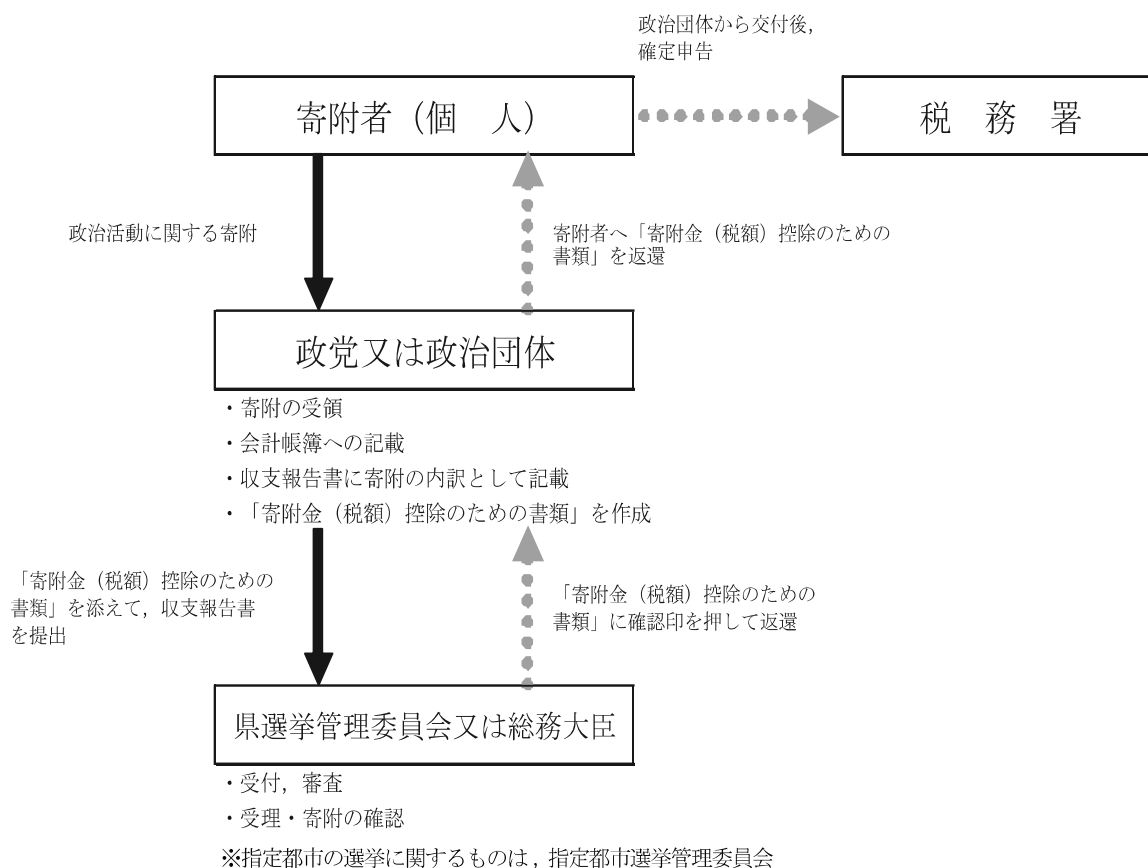 政治団体から交付後，
確定申告
寄附者（個　人）
税　務　署
政治活動に関する寄附
寄附者へ「寄附金（税額）控除のための
書類」を返還
政党又は政治団体
・寄附の受領
・会計帳簿への記載
・収支報告書に寄附の内訳として記載
・「寄附金（税額）控除のための書類」を作成
「寄附金（税額）控除のための
書類」を添えて，収支報告書
を提出
「寄附金（税額）控除のための
書類」に確認印を押して返還
県選挙管理委員会又は総務大臣
・受付，審査
・受理・寄附の確認
※指定都市の選挙に関するものは，指定都市選挙管理委員会